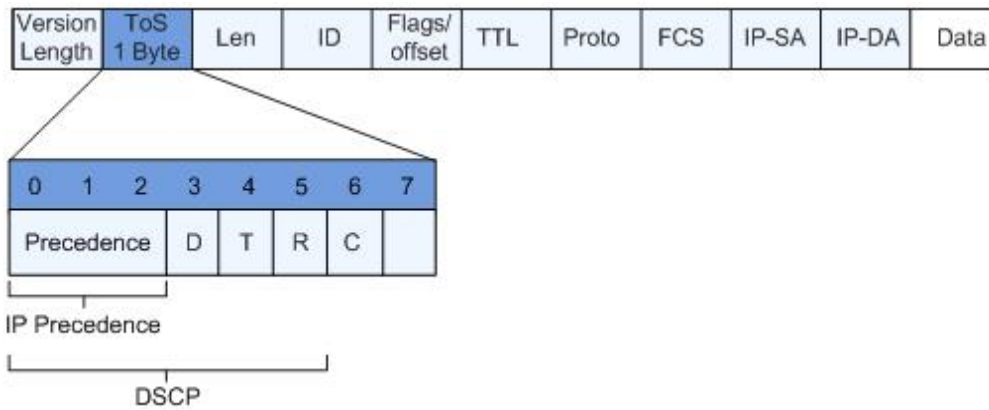 Version Length ToS 1 Byte Len ID Flags/ offset TTL Proto FCS IP-SA IP-DA Data
0 1 2 3 4 5 6 7
Precedence D T R C
IP Precedence
DSCP